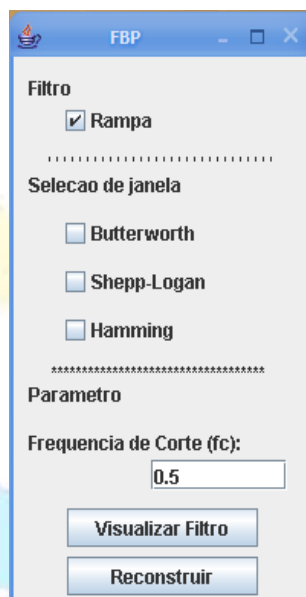 FBP
Filtro
Rampa
Selecao de janela
Butterworth
Shepp-Logan
Hamming
************************************
Parametro
Frequencia de Corte (fc):
0.5
Visualizar Filtro
Reconstruir